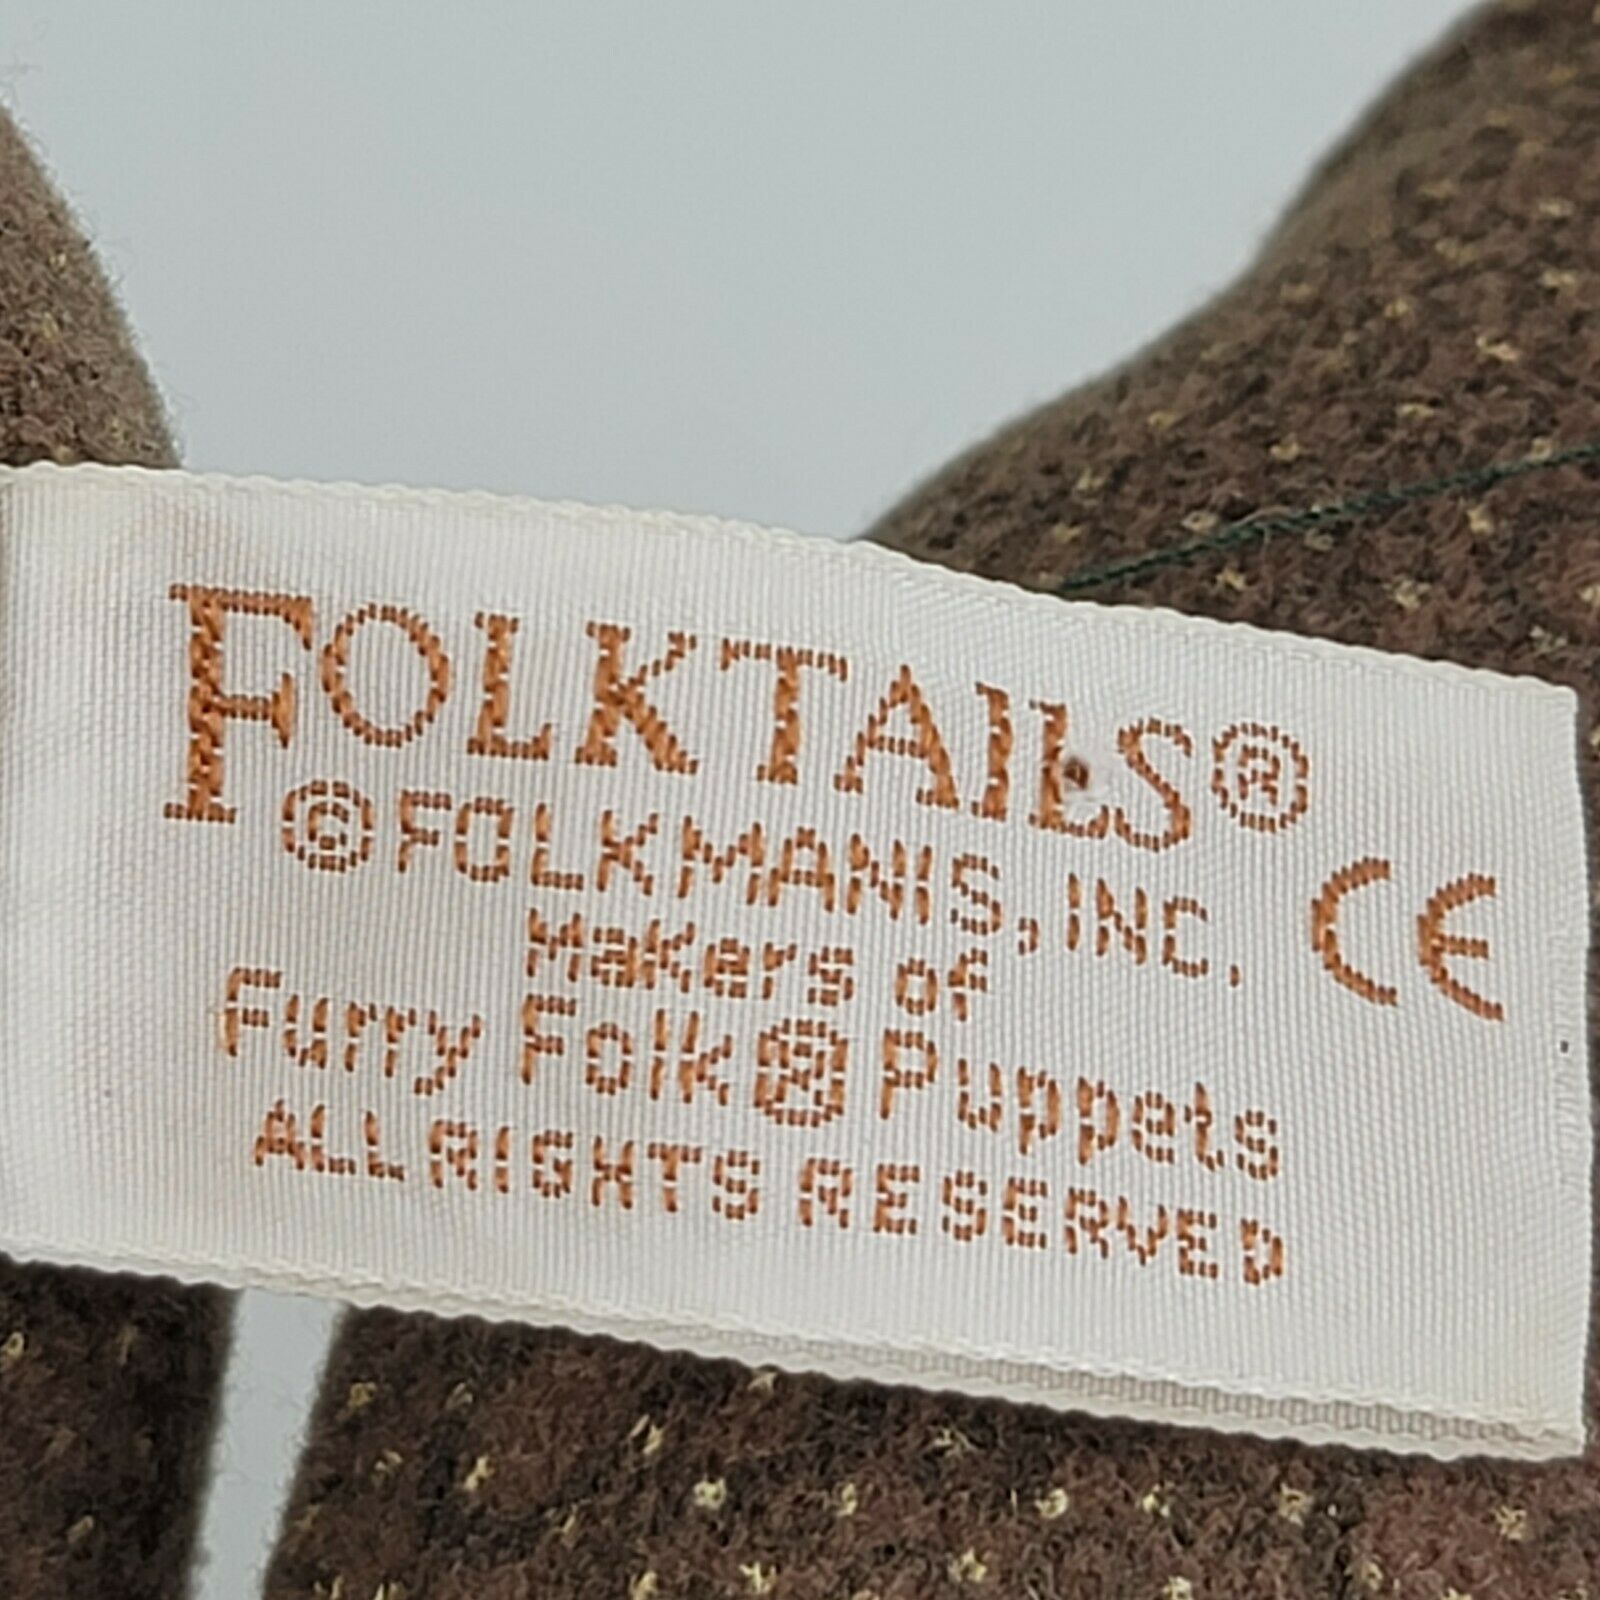 FOLKTAILS®
©FOLKMANIS, INC. CE
Makers of
Furry Folk® Puppets
ALL RIGHTS RESERVED